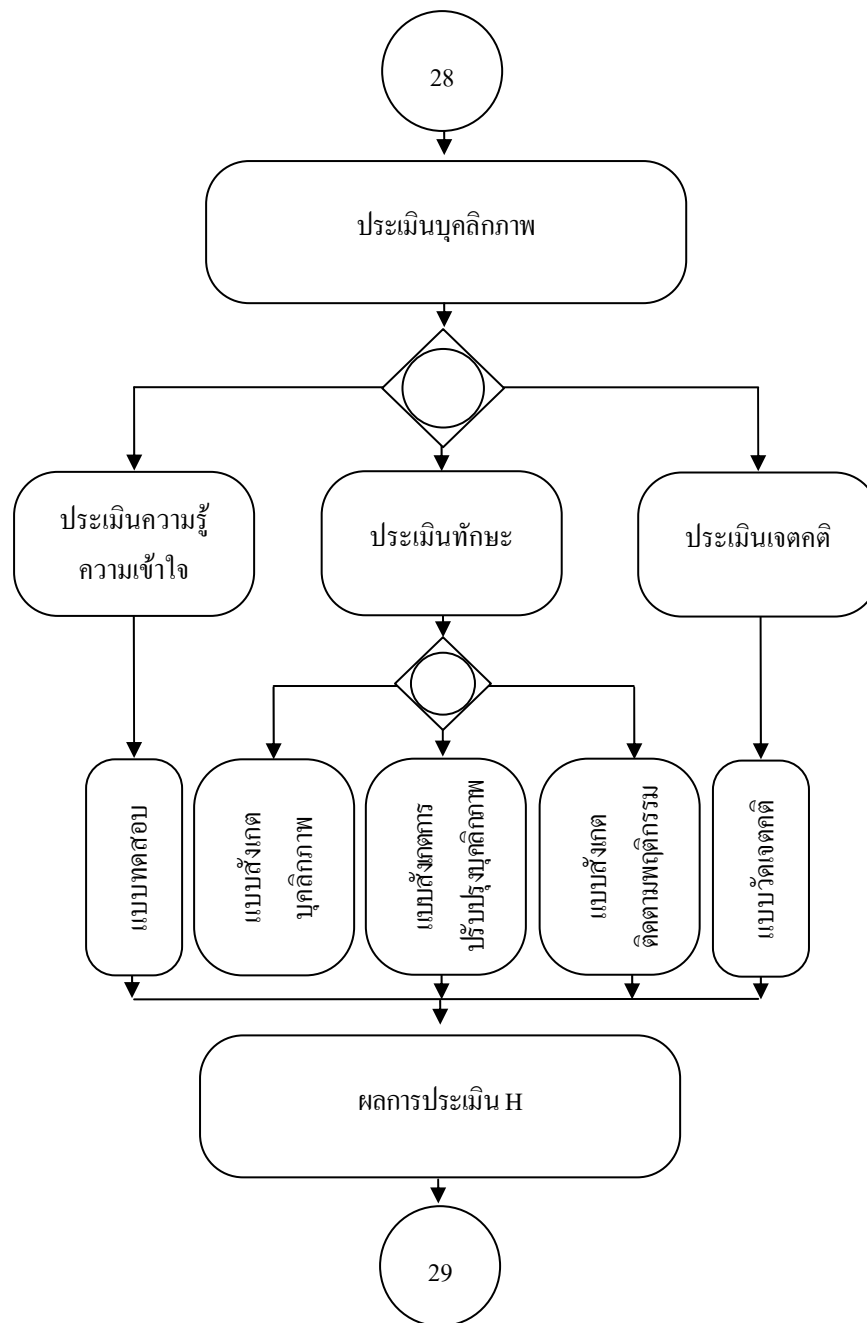 28
ประเมินบุคลิกภาพ
ประเมินความรู้
ความเข้าใจ
ประเมินทักษะ
ประเมินเจตคติ
แบบทดสอบ
แบบสังเกต
บุคลิกภาพ
แบบสังเกตการ
ปรับปรุงบุคลิกภาพ
แบบสังเกต
ติดตามพฤติกรรม
แบบวัดเจตคติ
ผลการประเมิน H
29